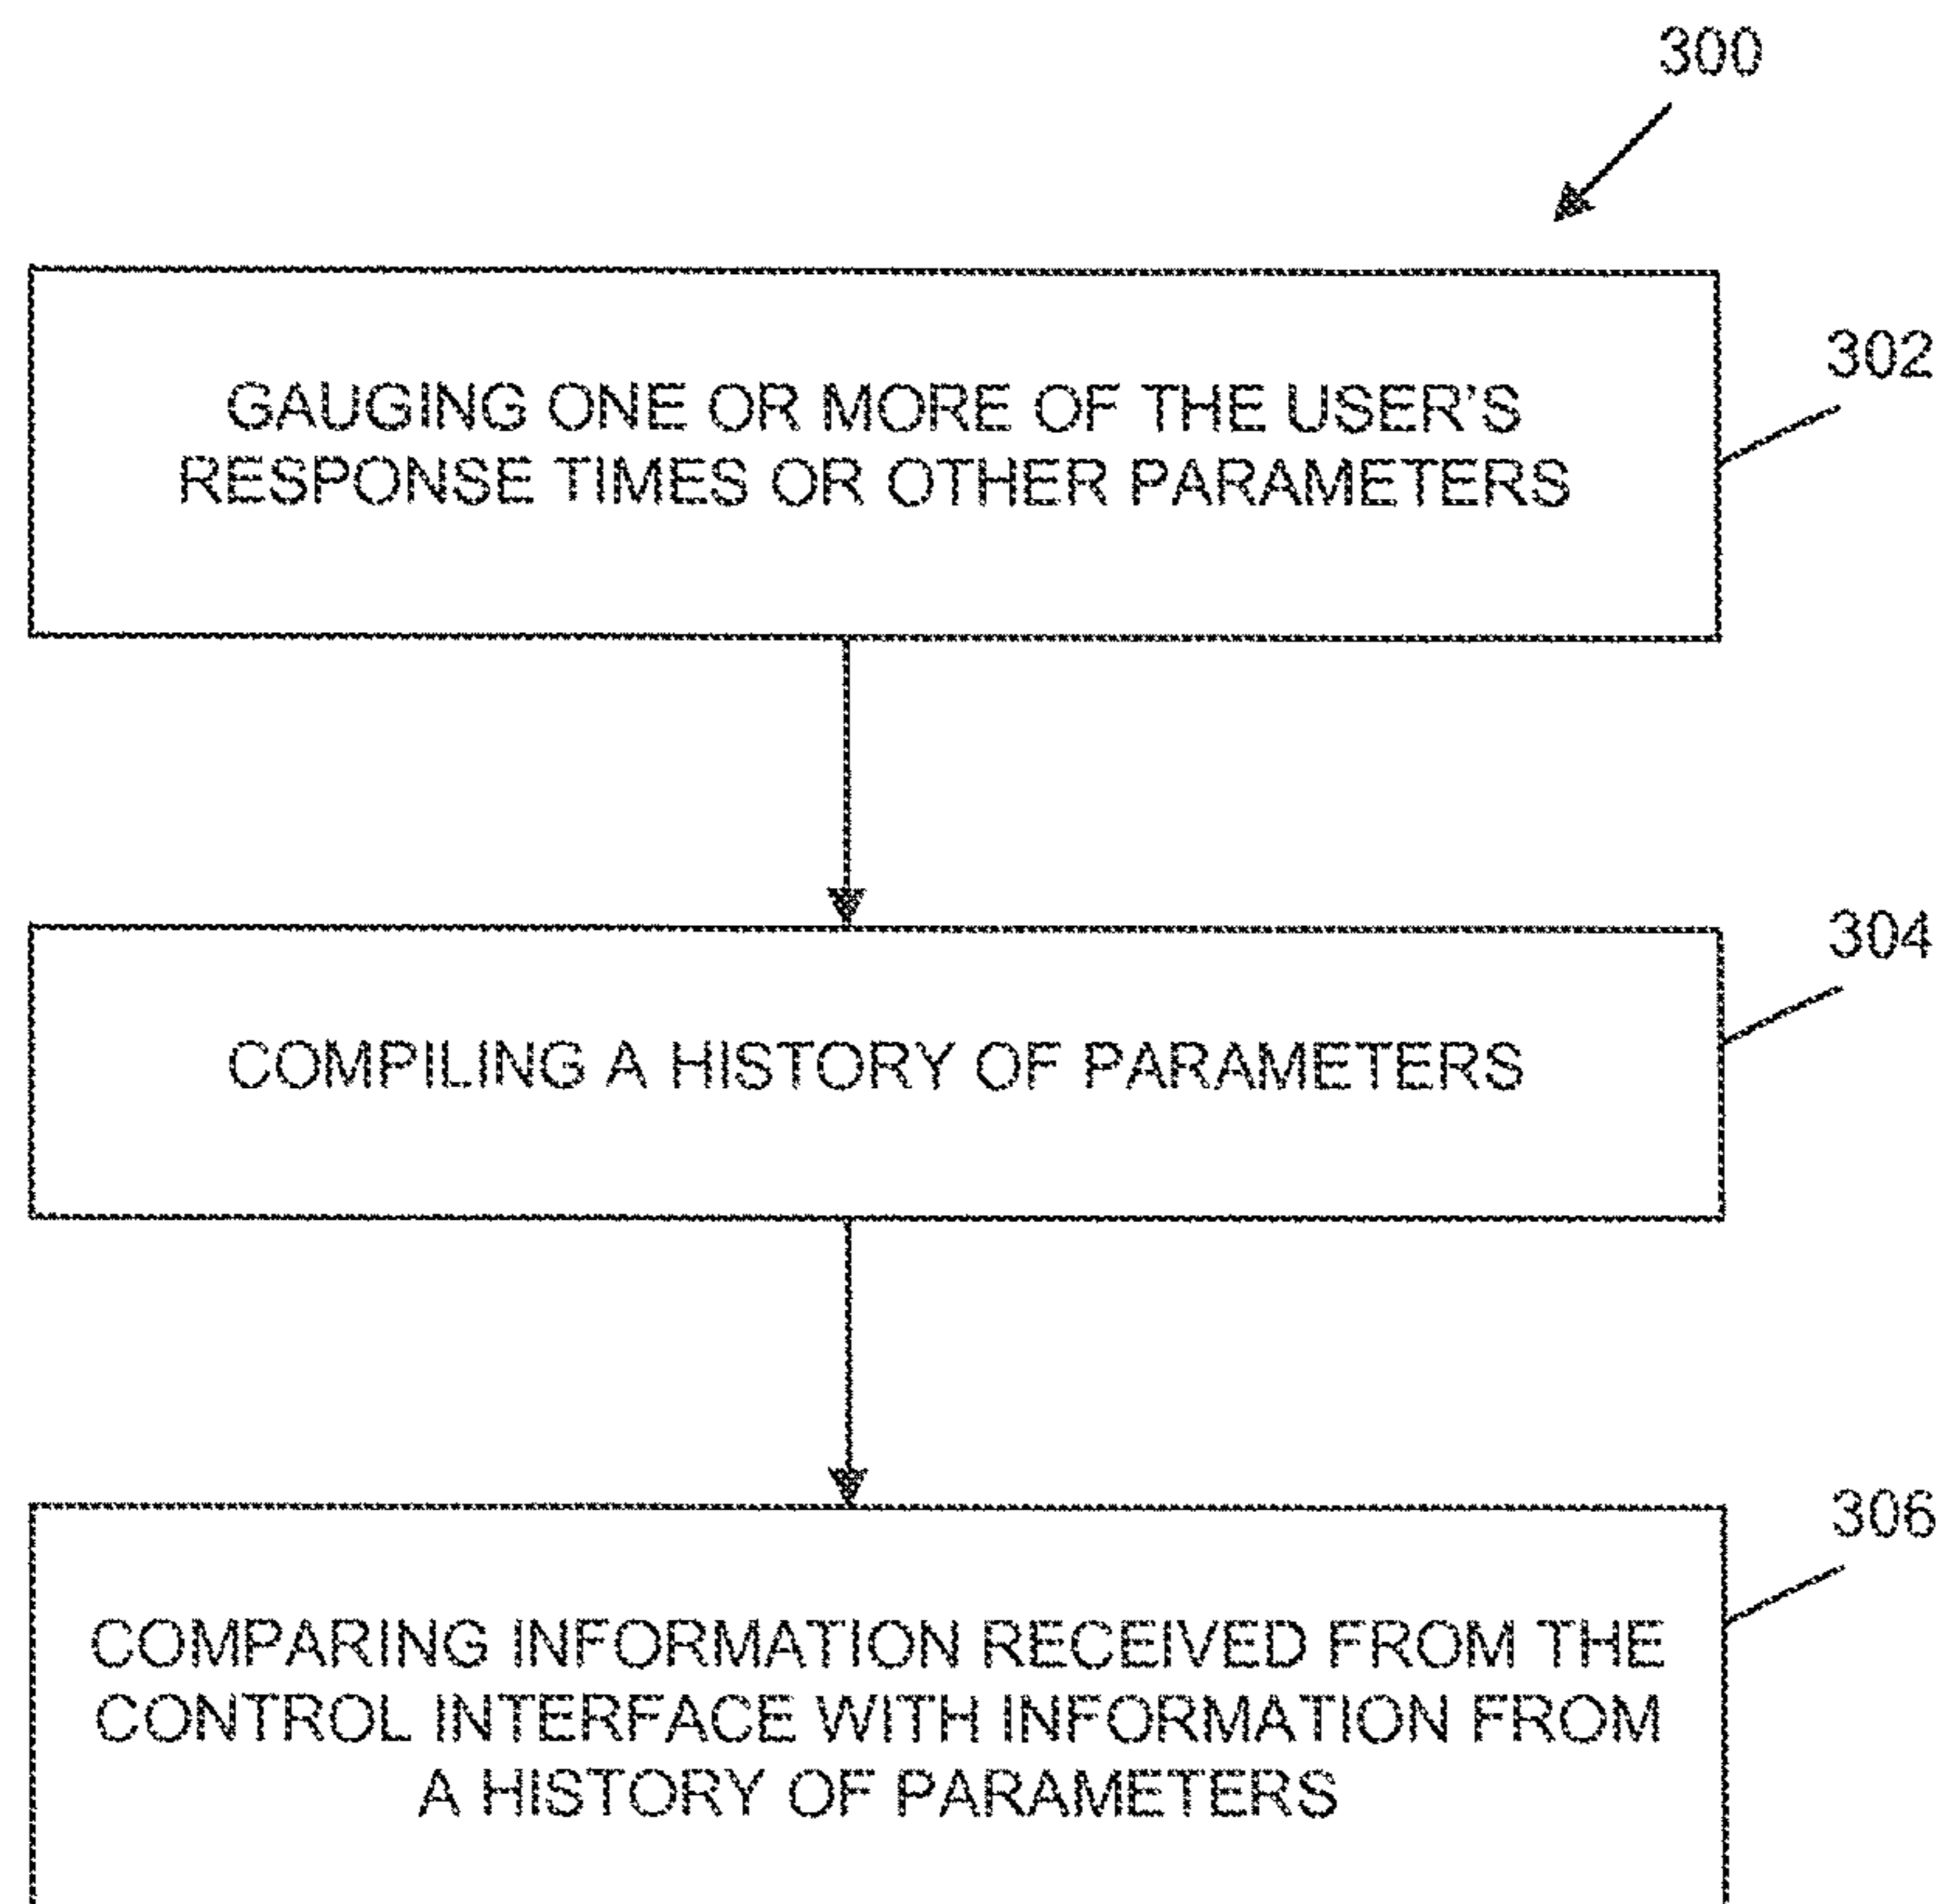 300
302
GAUGING ONE OR MORE OF THE USER'S
RESPONSE TIMES OR OTHER PARAMETERS
304
COMPILING A HISTORY OF PARAMETERS
306
COMPARING INFORMATION RECEIVED FROM THE
CONTROL INTERFACE WITH INFORMATION FROM
A HISTORY OF PARAMETERS